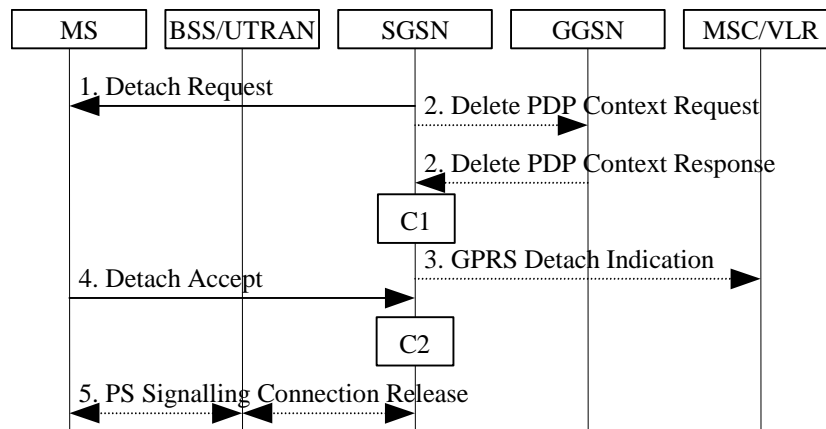 MS
BSS/UTRAN
SGSN
GGSN
MSC/VLR
1. Detach Request
2. Delete PDP Context Request
2. Delete PDP Context Response
C1
3. GPRS Detach Indication
4. Detach Accept
C2
5. PS Signalling Connection Release